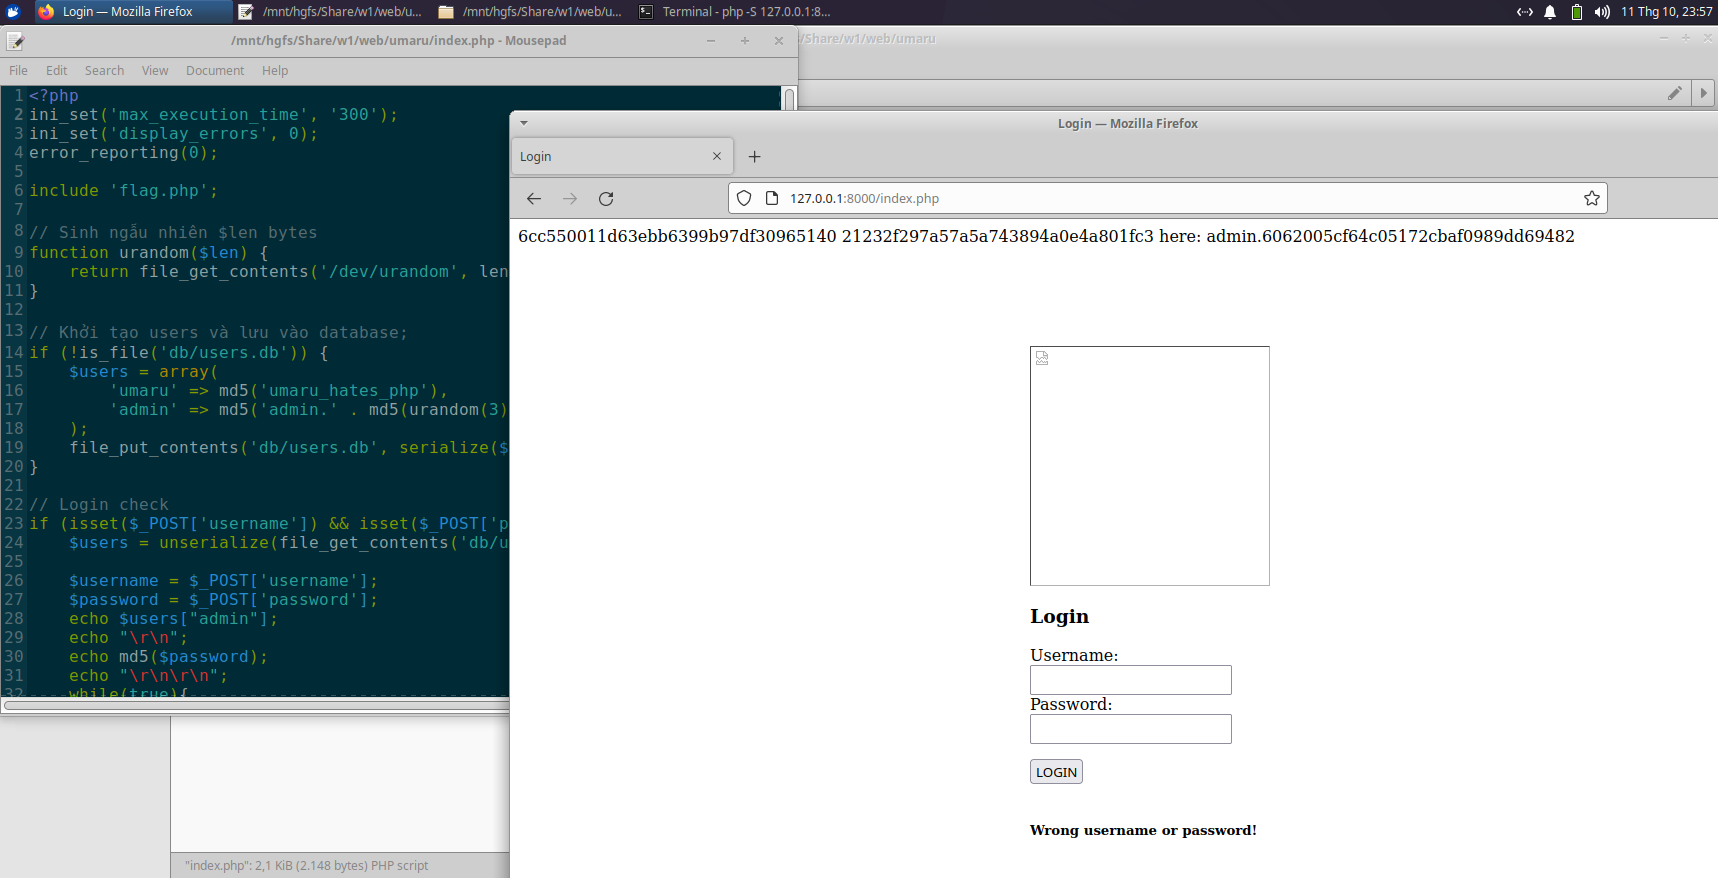 Login — Mozilla Firefox
/mnt/hgfs/Share/w1/web/u...
/mnt/hgfs/Share/w1/web/u...
Terminal - php -S 127.0.0.1:8...
11 Thg 10, 23:57
/mnt/hgfs/Share/w1/web/umaru/index.php - Mousepad
/Share/w1/web/umaru
File Edit Search View Document Help
1 <?php
2 ini_set('max_execution_time', '300');
3 ini_set('display_errors', 0);
4 error_reporting(0);
5
6 include 'flag.php';
7
8 // Sinh ngẫu nhiên $len bytes
9 function urandom($len) {
10     return file_get_contents('/dev/urandom', len
11 }
12
13 // Khởi tạo users và lưu vào database;
14 if (!is_file('db/users.db')) {
15     $users = array(
16         'umaru' => md5('umaru_hates_php'),
17         'admin' => md5('admin.' . md5(urandom(3)
18     );
19     file_put_contents('db/users.db', serialize($
20 }
21
22 // Login check
23 if (isset($_POST['username']) && isset($_POST['p
24     $users = unserialize(file_get_contents('db/u
25
26     $username = $_POST['username'];
27     $password = $_POST['password'];
28     echo $users["admin"];
29     echo "\r\n";
30     echo md5($password);
31     echo "\r\n\r\n";
32     while(true){
"index.php": 2,1 KiB (2.148 bytes) PHP script
Login — Mozilla Firefox
Login
127.0.0.1:8000/index.php
6cc550011d63ebb6399b97df30965140 21232f297a57a5a743894a0e4a801fc3 here: admin.6062005cf64c05172cbaf0989dd69482
Login
Username:
Password:
LOGIN
Wrong username or password!